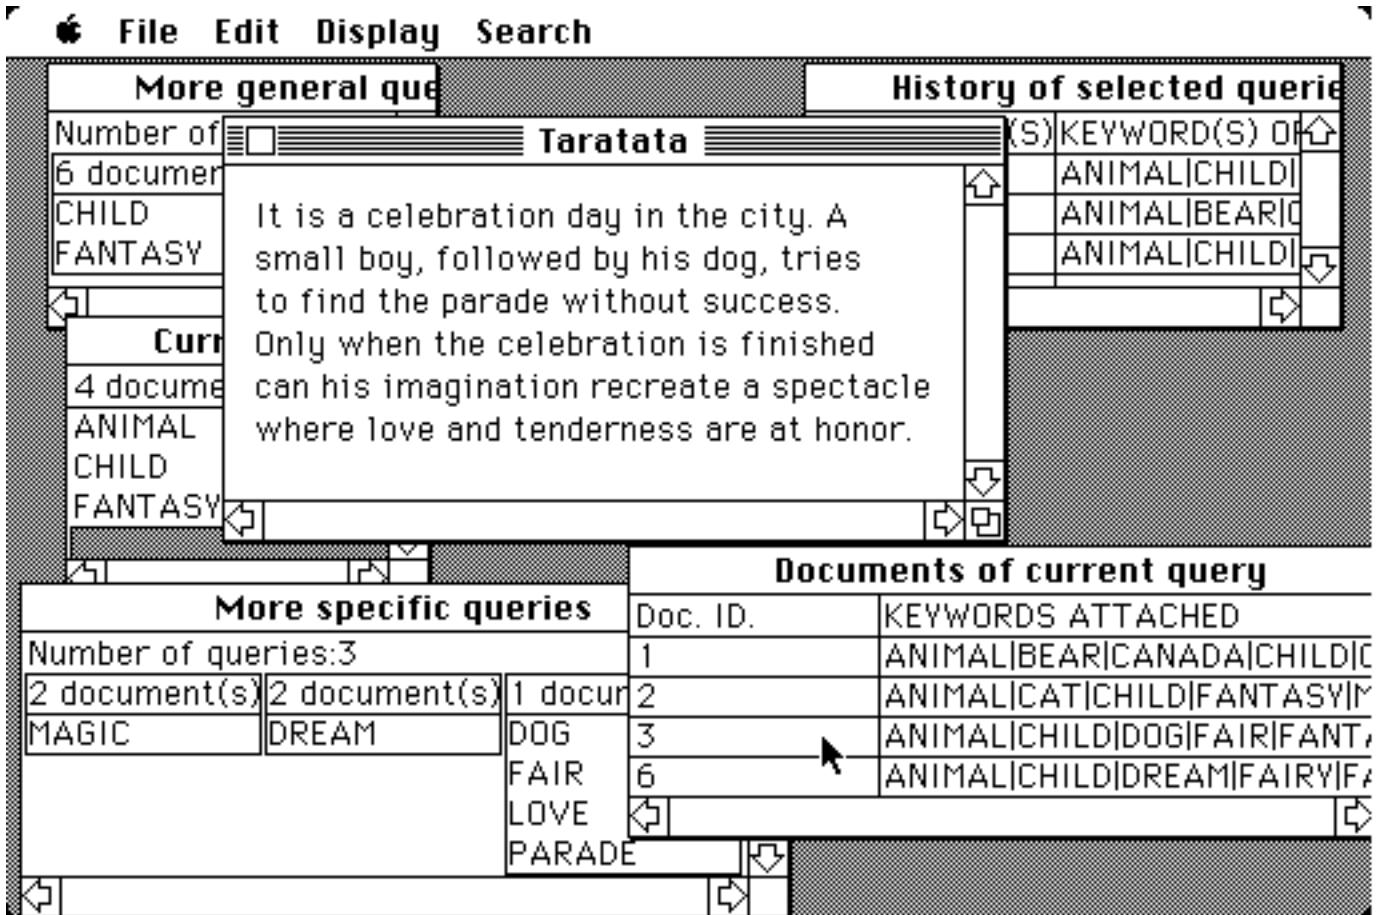 File Edit Display Search
More general que
Number of
6 documen
CHILD
FANTASY
History of selected querie
(S) KEYWORD(S) OF
ANIMAL|CHILD|
ANIMAL|BEAR|C
ANIMAL|CHILD|
Taratata
It is a celebration day in the city. A
small boy, followed by his dog, tries
to find the parade without success.
Only when the celebration is finished
can his imagination recreate a spectacle
where love and tenderness are at honor.
Curr
4 docume
ANIMAL
CHILD
FANTASY
More specific queries
Number of queries:3
2 document(s) 2 document(s) 1 docum
MAGIC DREAM DOG
FAIR
LOVE
PARADE
Documents of current query
Doc. ID. KEYWORDS ATTACHED
1 ANIMAL|BEAR|CANADA|CHILD|C
2 ANIMAL|CAT|CHILD|FANTASY|M
3 ANIMAL|CHILD|DOG|FAIR|FANTA
6 ANIMAL|CHILD|DREAM|FAIRY|FA